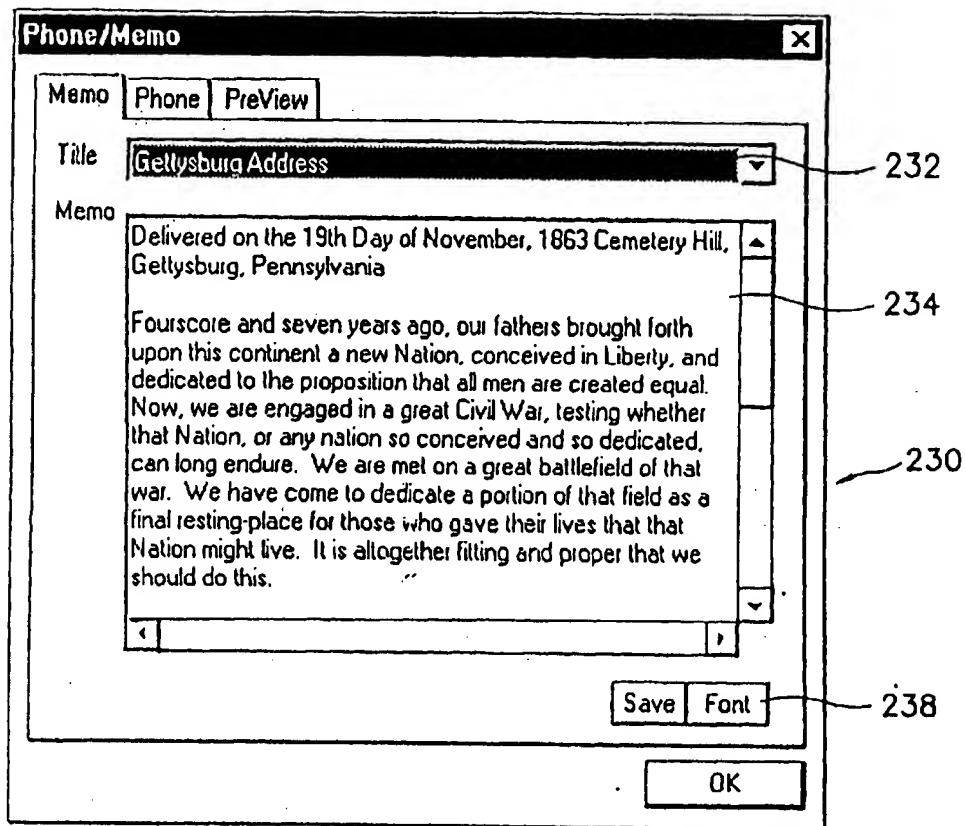 Phone/Memo
Memo Phone PreView
Title Gettysburg Address
232
Memo
Delivered on the 19th Day of November, 1863 Cemetery Hill,
Gettysburg, Pennsylvania
234
Fourscore and seven years ago, our fathers brought forth
upon this continent a new Nation, conceived in Liberty, and
dedicated to the proposition that all men are created equal.
Now, we are engaged in a great Civil War, testing whether
that Nation, or any nation so conceived and so dedicated,
can long endure. We are met on a great battlefield of that
230
war. We have come to dedicate a portion of that field as a
final resting-place for those who gave their lives that that
Nation might live. It is altogether fitting and proper that we
should do this.
Save Font
238
OK